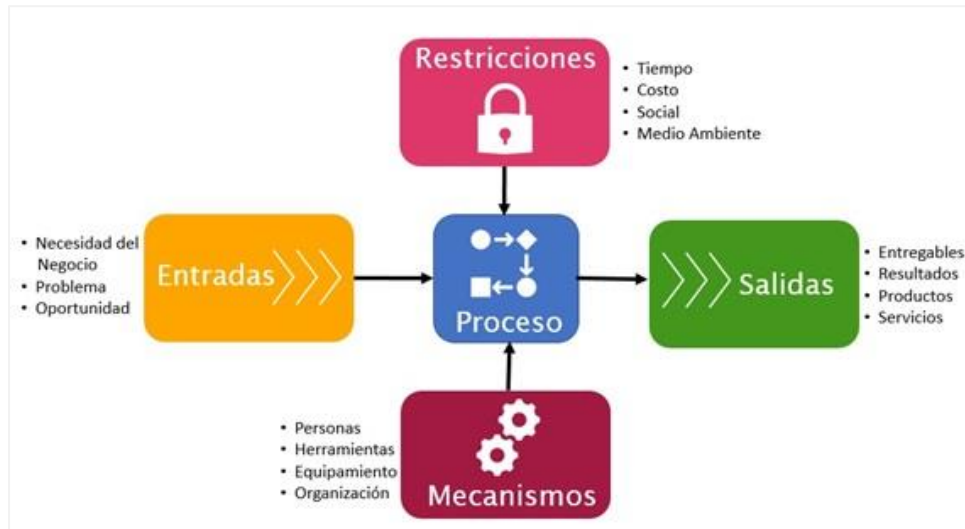 Restricciones
• Tiempo
• Costo
• Social
• Medio Ambiente
• Necesidad del
Negocio
• Problema
• Oportunidad
Entradas
Proceso
Salidas
• Entregables
• Resultados
• Productos
• Servicios
• Personas
• Herramientas
• Equipamiento
• Organización
Mecanismos